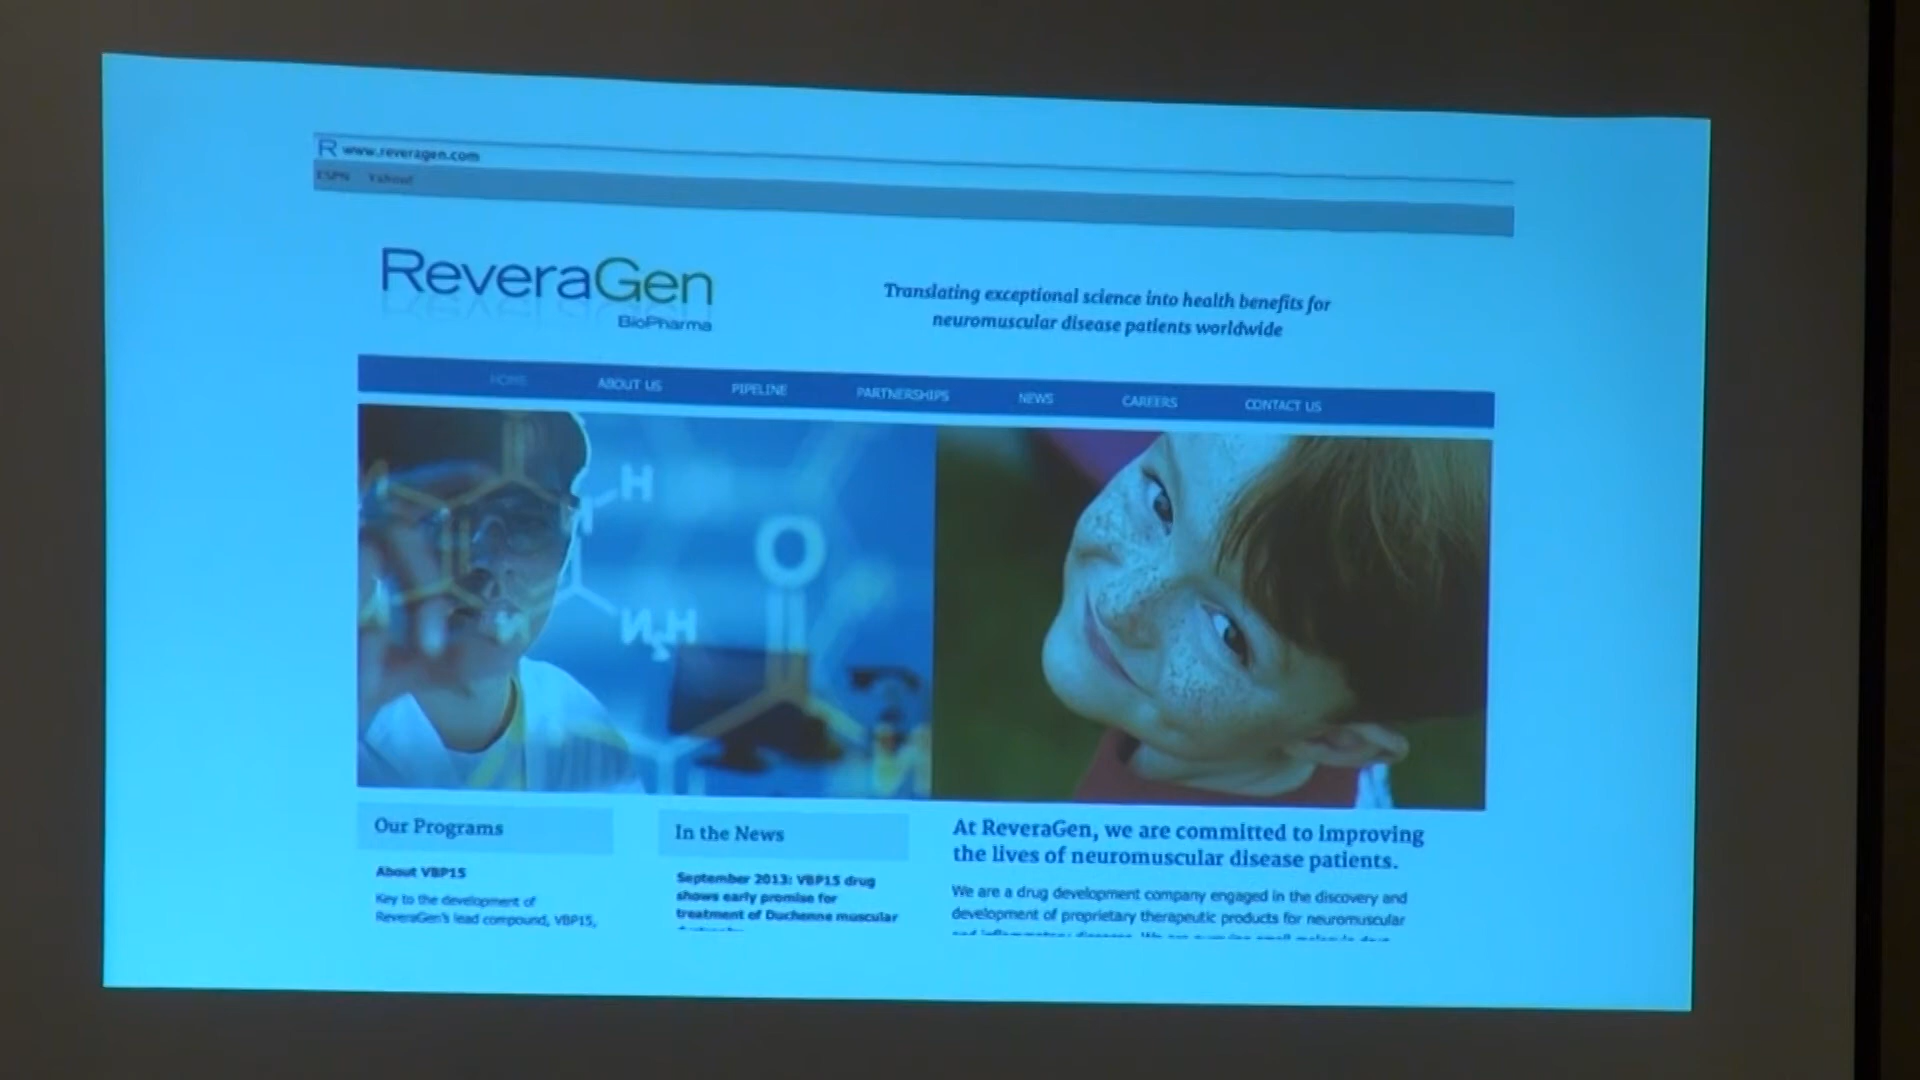 R www.reveragen.com
ESPN Yahoo!
ReveraGen
BioPharma
Translating exceptional science into health benefits for
neuromuscular disease patients worldwide
HOME ABOUT US PIPELINE PARTNERSHIPS NEWS CAREERS CONTACT US
H
N
O
N₂H
N
Our Programs
About VBP15
Key to the development of
ReveraGen's lead compound, VBP15,
In the News
September 2013: VBP15 drug
shows early promise for
treatment of Duchenne muscular
At ReveraGen, we are committed to improving
the lives of neuromuscular disease patients.
We are a drug development company engaged in the discovery and
development of proprietary therapeutic products for neuromuscular